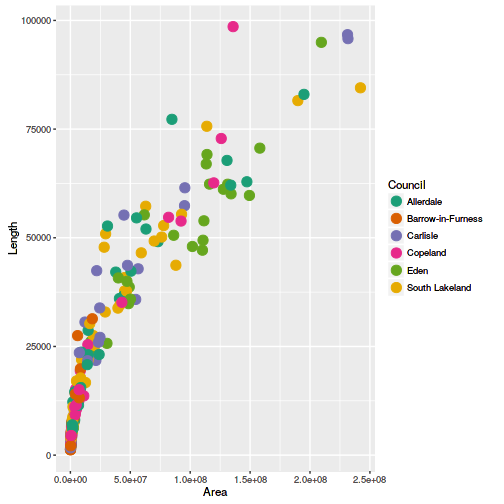 100000
75000
50000
25000
0
Length
0.0e+00 5.0e+07 1.0e+08 1.5e+08 2.0e+08 2.5e+08
Area
Council
Allerdale
Barrow-in-Furness
Carlisle
Copeland
Eden
South Lakeland